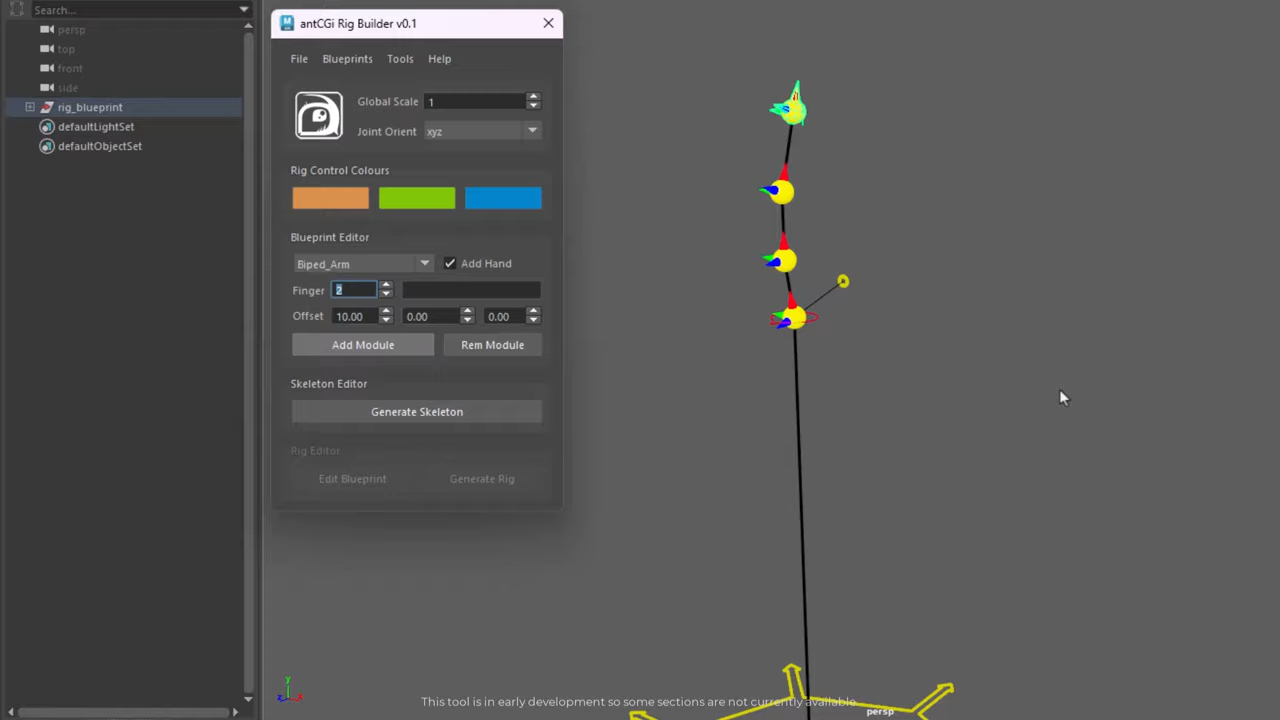 Search...
persp
top
front
side
rig_blueprint
defaultLightSet
defaultObjectSet
antCGi Rig Builder v0.1
File Blueprints Tools Help
Global Scale 1
Joint Orient xyz
Rig Control Colours
Blueprint Editor
Biped_Arm Add Hand
Finger 2
Offset 10.00 0.00 0.00
Add Module Rem Module
Skeleton Editor
Generate Skeleton
Rig Editor
Edit Blueprint Generate Rig
y
z x
This tool is in early development so some sections are not currently available.
persp